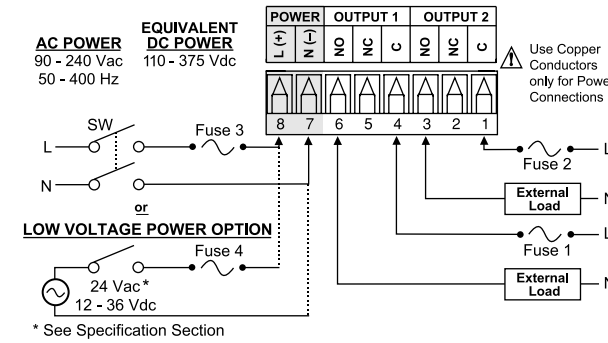 AC POWER
90 - 240 Vac
50 - 400 Hz
EQUIVALENT
DC POWER
110 - 375 Vdc
POWER OUTPUT 1 OUTPUT 2
L (+) N (-) NO NC C NO NC C
8 7 6 5 4 3 2 1
Use Copper
Conductors
only for Powe
Connections
SW
L
Fuse 3
N
or
LOW VOLTAGE POWER OPTION
Fuse 4
24 Vac*
12 - 36 Vdc
* See Specification Section
L
Fuse 2
External
Load
N
L
Fuse 1
External
Load
N